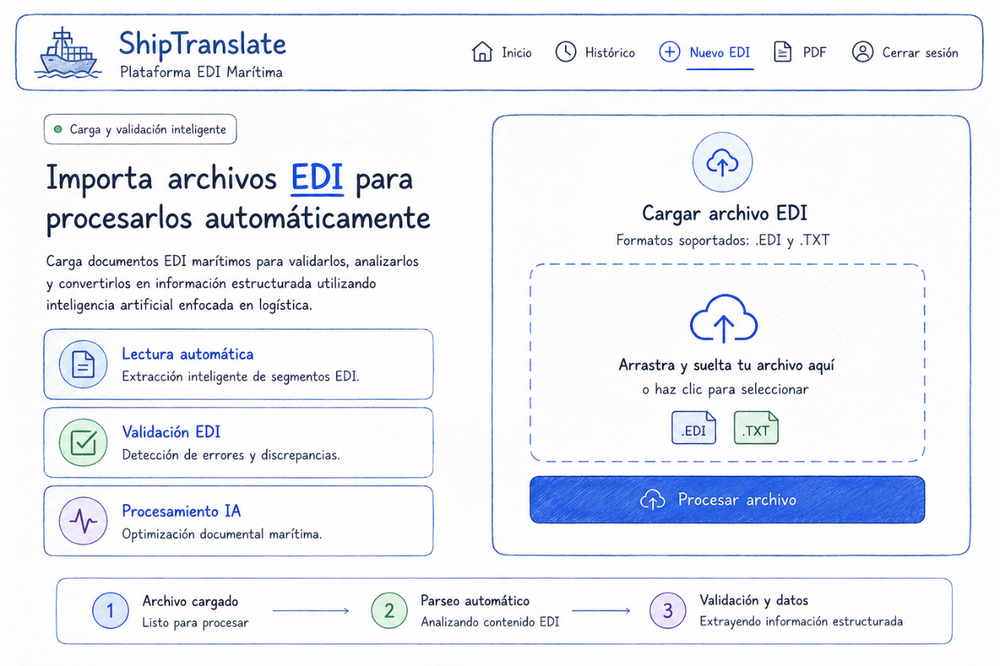 ShipTranslate
Plataforma EDI Marítima
Inicio
Histórico
Nuevo EDI
PDF
Cerrar sesión
Carga y validación inteligente
Importa archivos EDI para
procesarlos automáticamente
Carga documentos EDI marítimos para validarlos, analizarlos
y convertirlos en información estructurada utilizando
inteligencia artificial enfocada en logística.
Lectura automática
Extracción inteligente de segmentos EDI.
Validación EDI
Detección de errores y discrepancias.
Procesamiento IA
Optimización documental marítima.
Cargar archivo EDI
Formatos soportados: .EDI y .TXT
Arrastra y suelta tu archivo aquí
o haz clic para seleccionar
.EDI
.TXT
Procesar archivo
1
Archivo cargado
Listo para procesar
2
Parseo automático
Analizando contenido EDI
3
Validación y datos
Extrayendo información estructurada